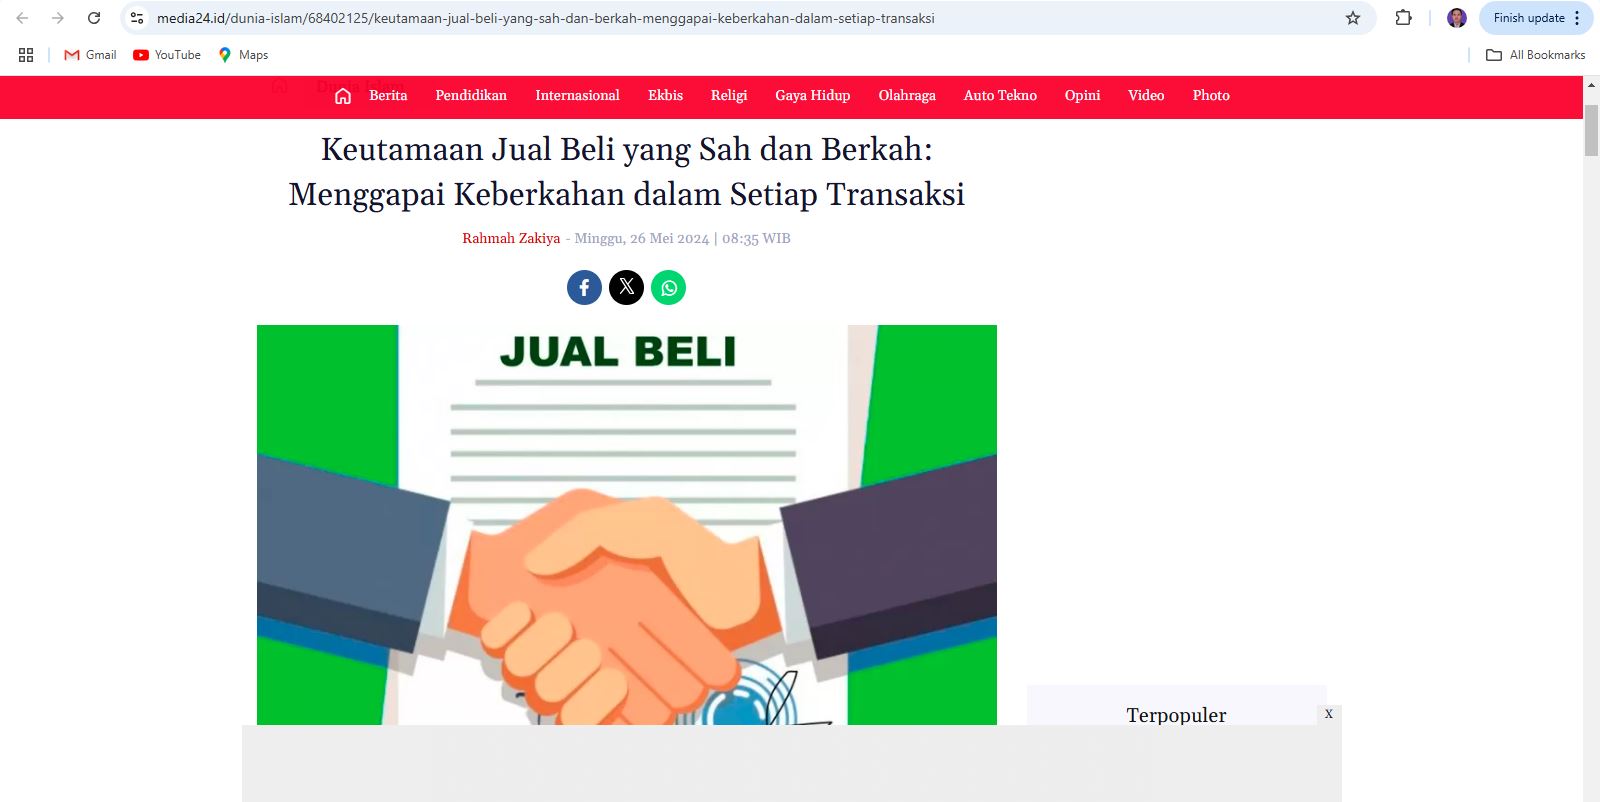 media24.id/dunia-islam/68402125/keutamaan-jual-beli-yang-sah-dan-berkah-menggapai-keberkahan-dalam-setiap-transaksi
Finish update
Gmail YouTube Maps All Bookmarks
Dunia Islam
Berita Pendidikan Internasional Ekbis Religi Gaya Hidup Olahraga Auto Tekno Opini Video Photo
Keutamaan Jual Beli yang Sah dan Berkah:
Menggapai Keberkahan dalam Setiap Transaksi
Rahmah Zakiya - Minggu, 26 Mei 2024 | 08:35 WIB
JUAL BELI
Terpopuler
X